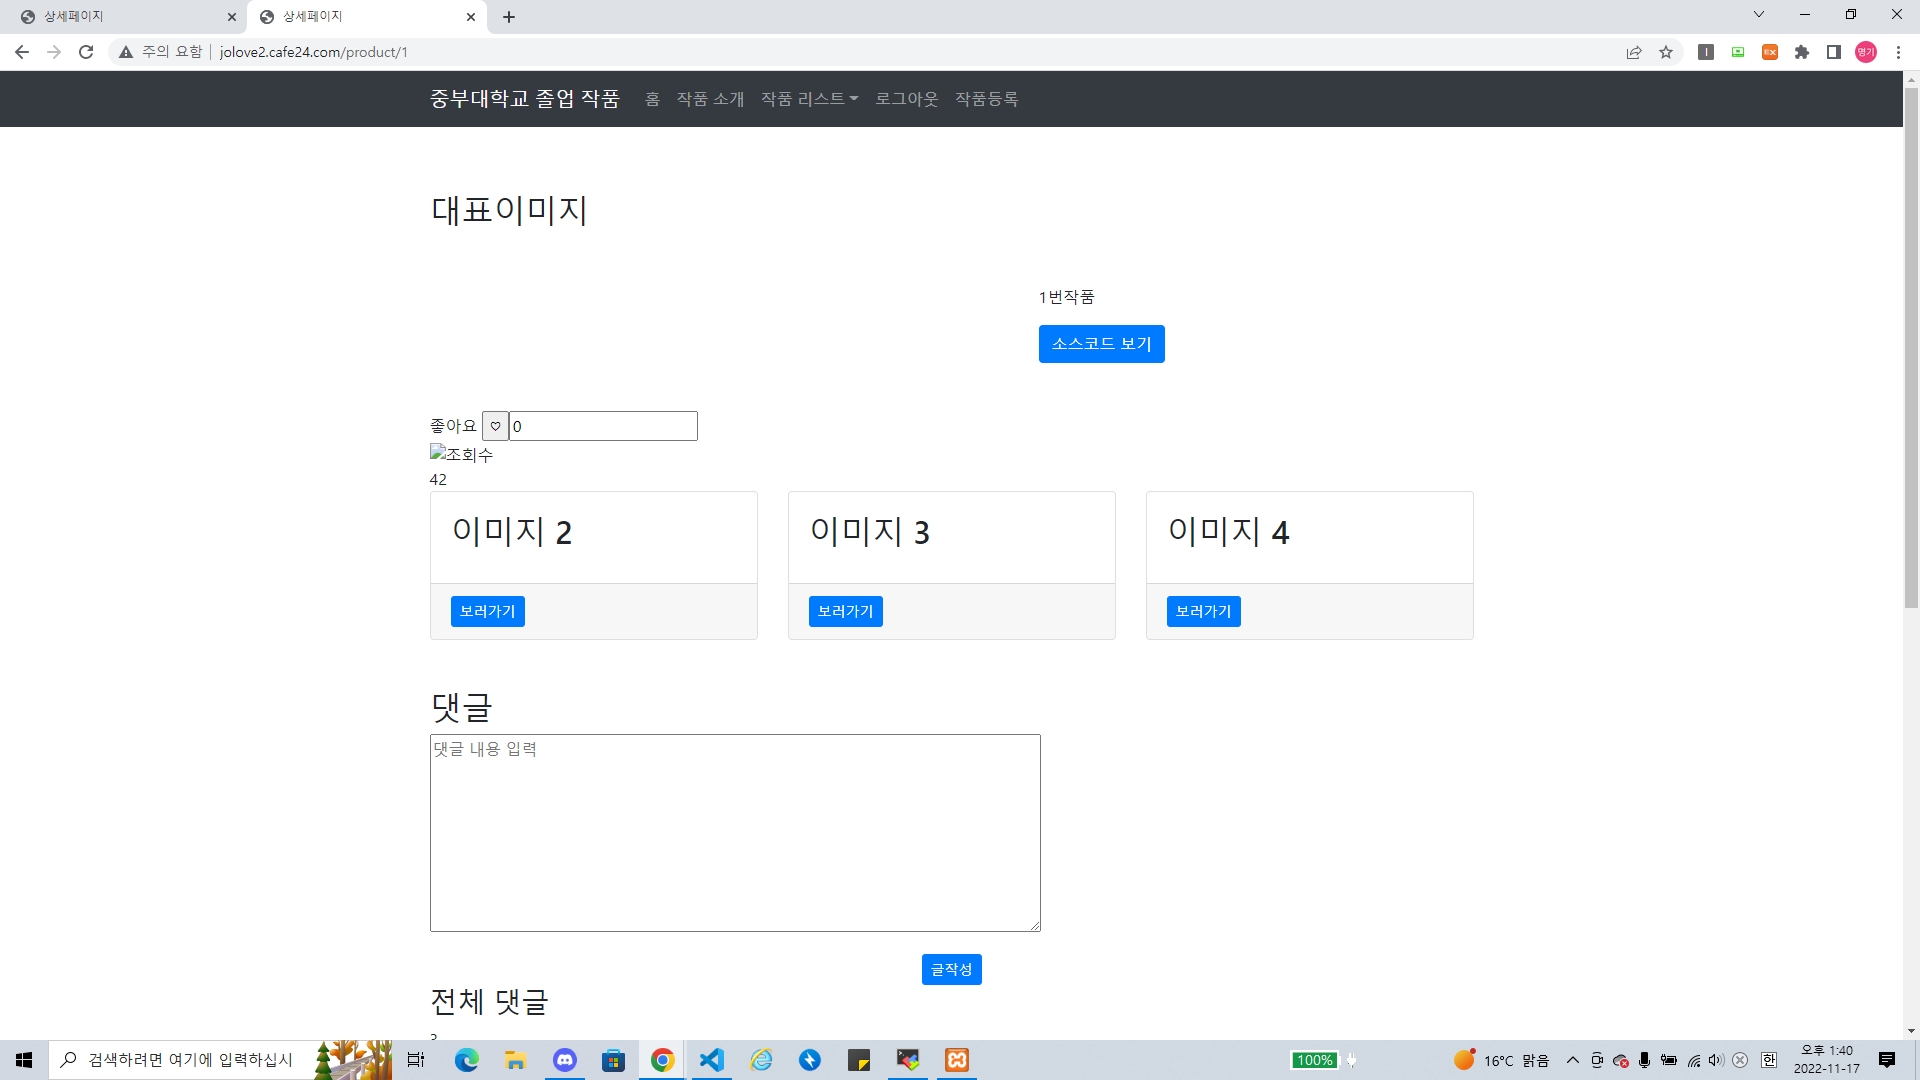 상세페이지
상세페이지
주의 요함
jolove2.cafe24.com/product/1
명기
중부대학교 졸업 작품
홈
작품 소개
작품 리스트
로그아웃
작품등록
대표이미지
1번작품
소스코드 보기
좋아요 ♡ 0
조회수
42
이미지 2
이미지 3
이미지 4
보러가기
보러가기
보러가기
댓글
댓글 내용 입력
글작성
전체 댓글
검색하려면 여기에 입력하십시
100%
16°C 맑음
한
오후 1:40
2022-11-17